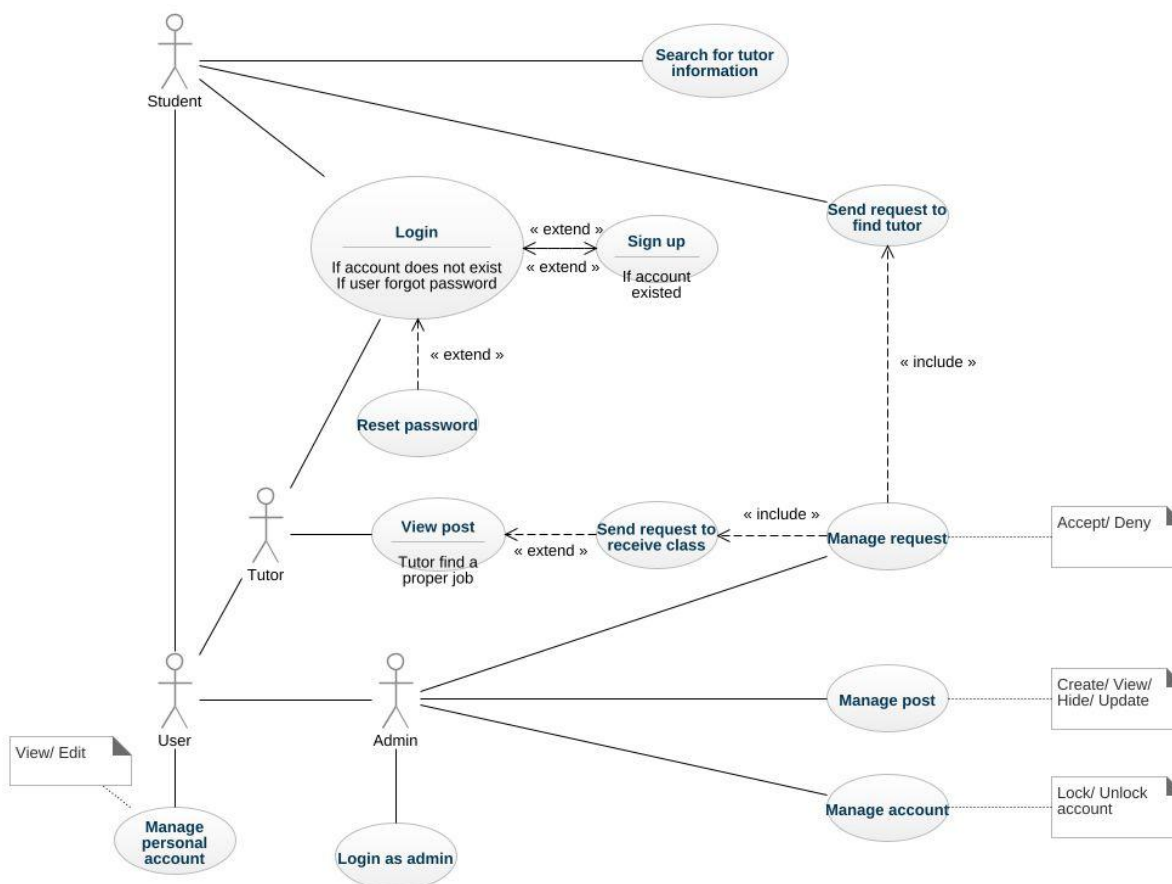 Search for tutor
information
Student
Send request to
find tutor
Login
« extend »
Sign up
If account does not exist
If user forgot password
« extend »
If account
existed
« extend »
« include »
Reset password
View post
Send request to
receive class
« include »
Manage request
Accept/ Deny
« extend »
Tutor find a
proper job
Tutor
Manage post
Create/ View/
Hide/ Update
User
Admin
View/ Edit
Manage account
Lock/ Unlock
account
Manage
personal
account
Login as admin